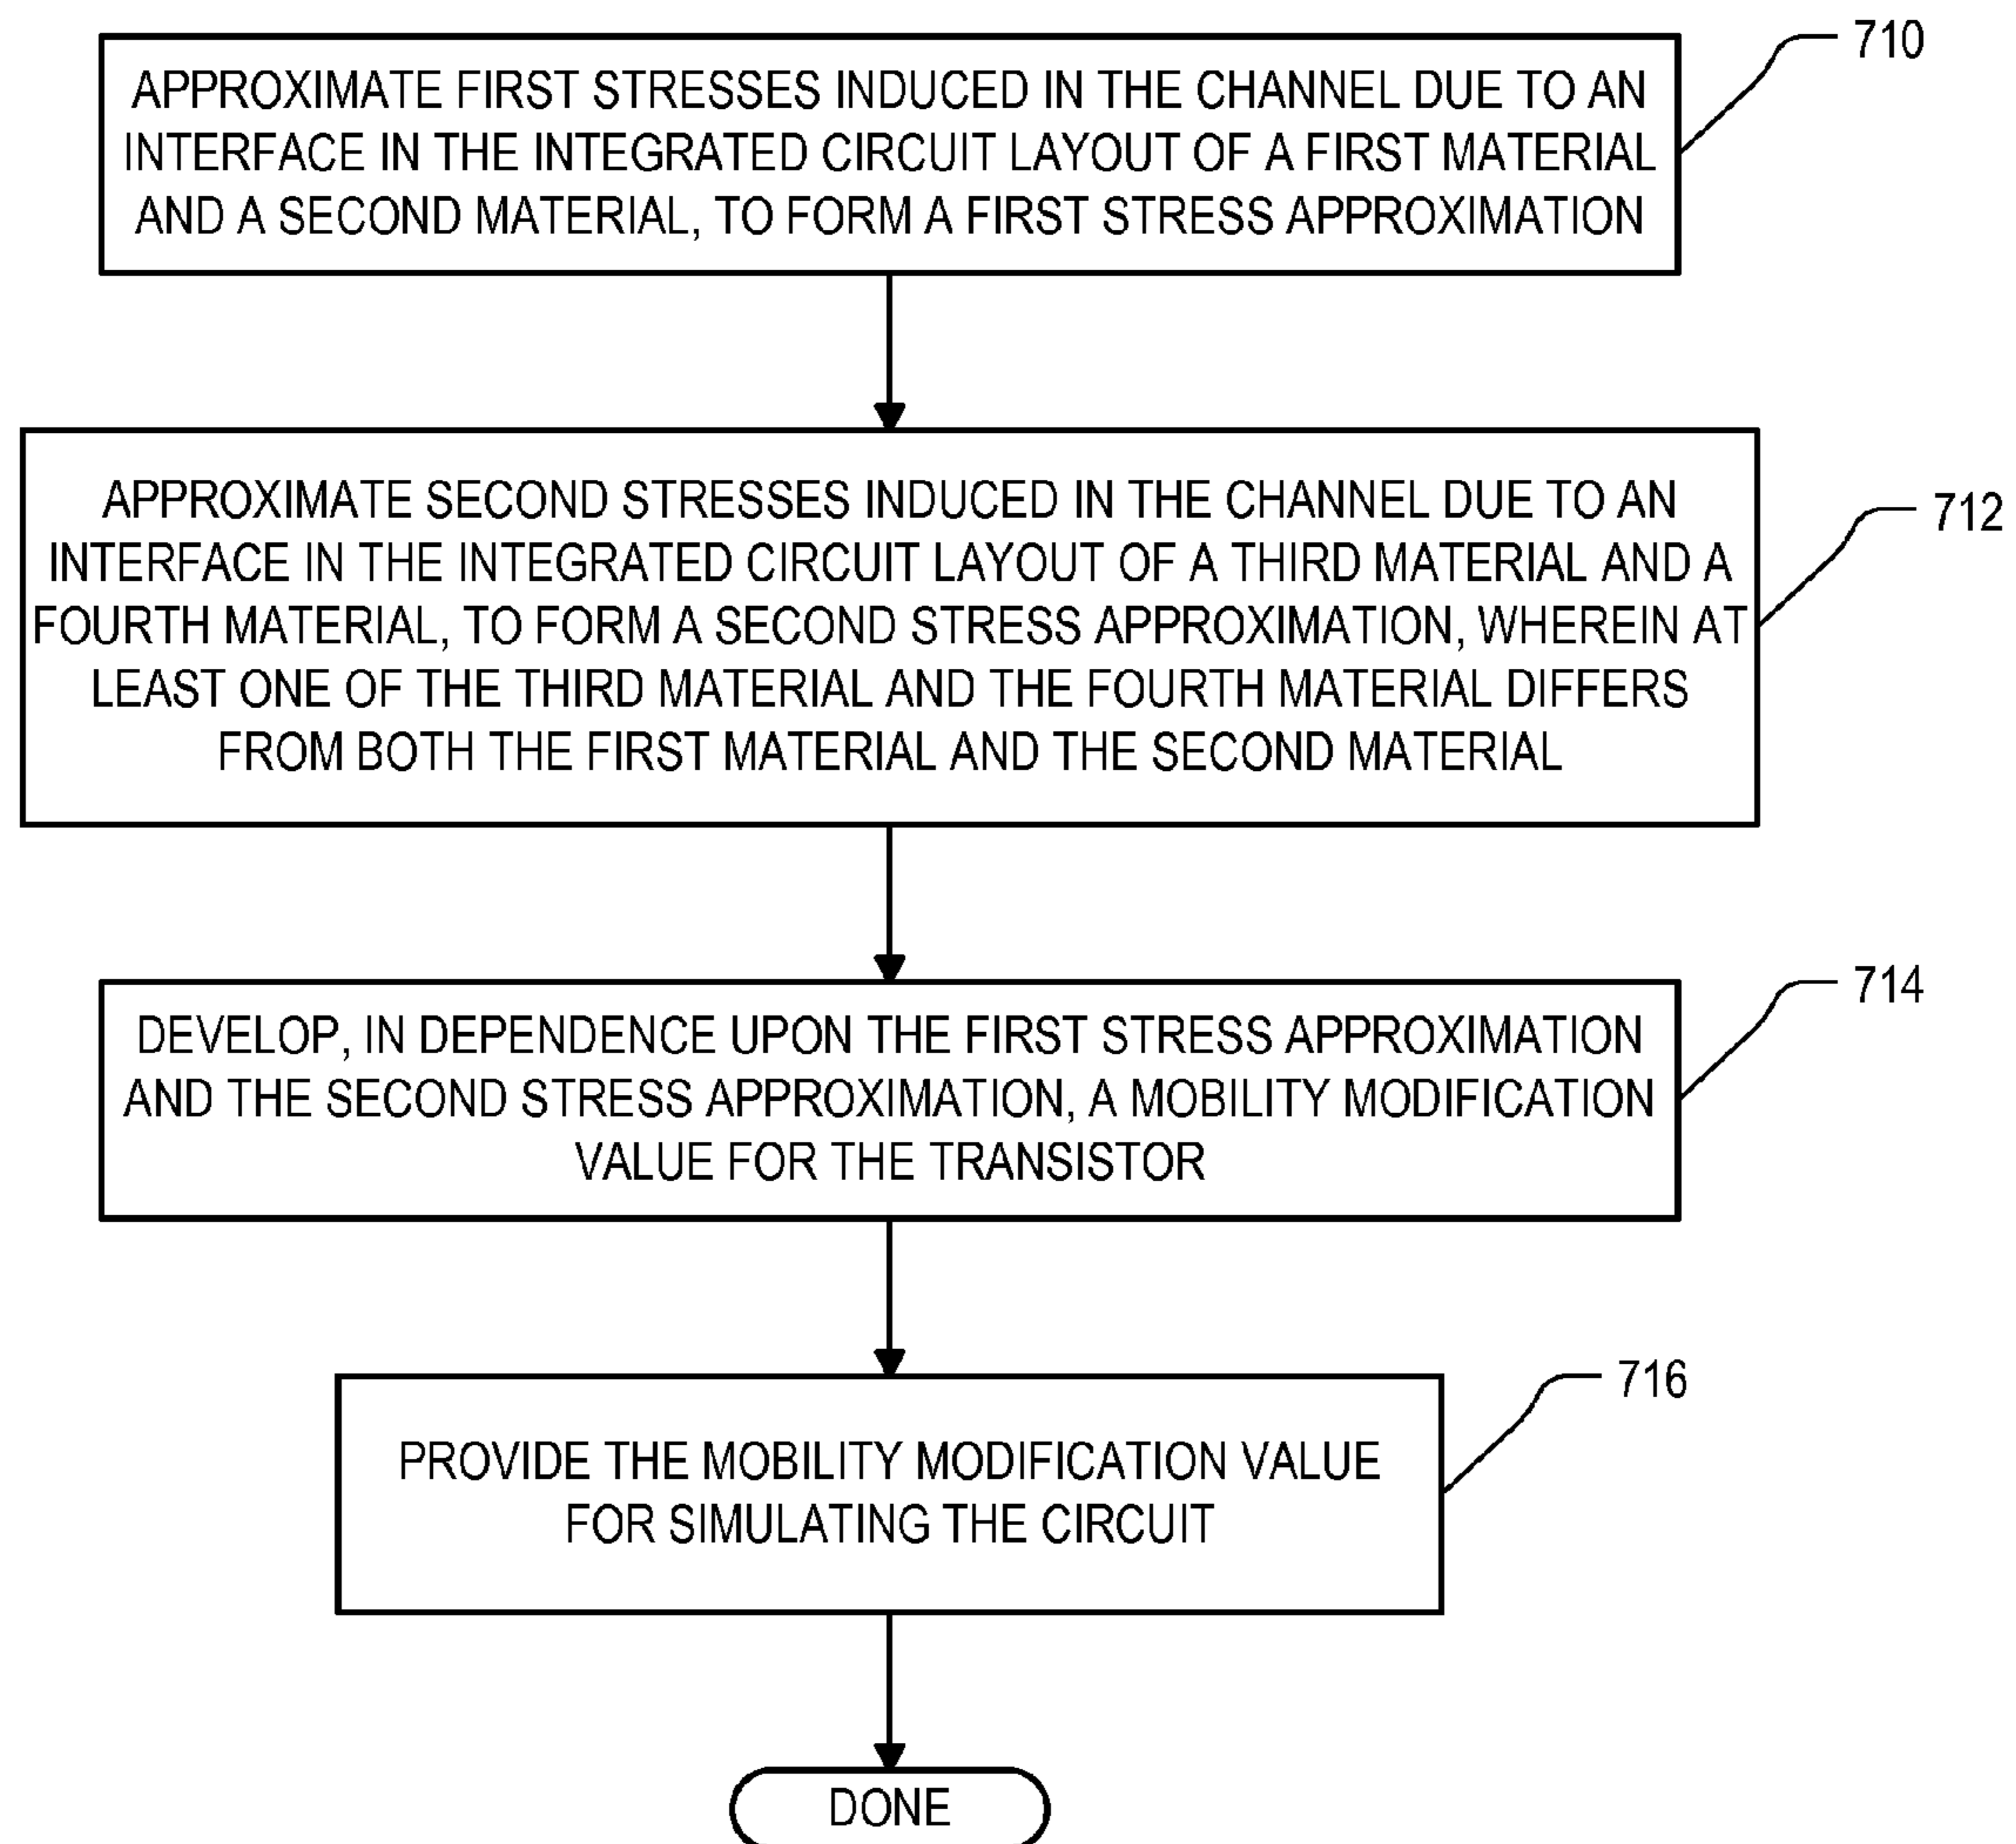 710
APPROXIMATE FIRST STRESSES INDUCED IN THE CHANNEL DUE TO AN
INTERFACE IN THE INTEGRATED CIRCUIT LAYOUT OF A FIRST MATERIAL
AND A SECOND MATERIAL, TO FORM A FIRST STRESS APPROXIMATION
712
APPROXIMATE SECOND STRESSES INDUCED IN THE CHANNEL DUE TO AN
INTERFACE IN THE INTEGRATED CIRCUIT LAYOUT OF A THIRD MATERIAL AND A
FOURTH MATERIAL, TO FORM A SECOND STRESS APPROXIMATION, WHEREIN AT
LEAST ONE OF THE THIRD MATERIAL AND THE FOURTH MATERIAL DIFFERS
FROM BOTH THE FIRST MATERIAL AND THE SECOND MATERIAL
714
DEVELOP, IN DEPENDENCE UPON THE FIRST STRESS APPROXIMATION
AND THE SECOND STRESS APPROXIMATION, A MOBILITY MODIFICATION
VALUE FOR THE TRANSISTOR
716
PROVIDE THE MOBILITY MODIFICATION VALUE
FOR SIMULATING THE CIRCUIT
DONE